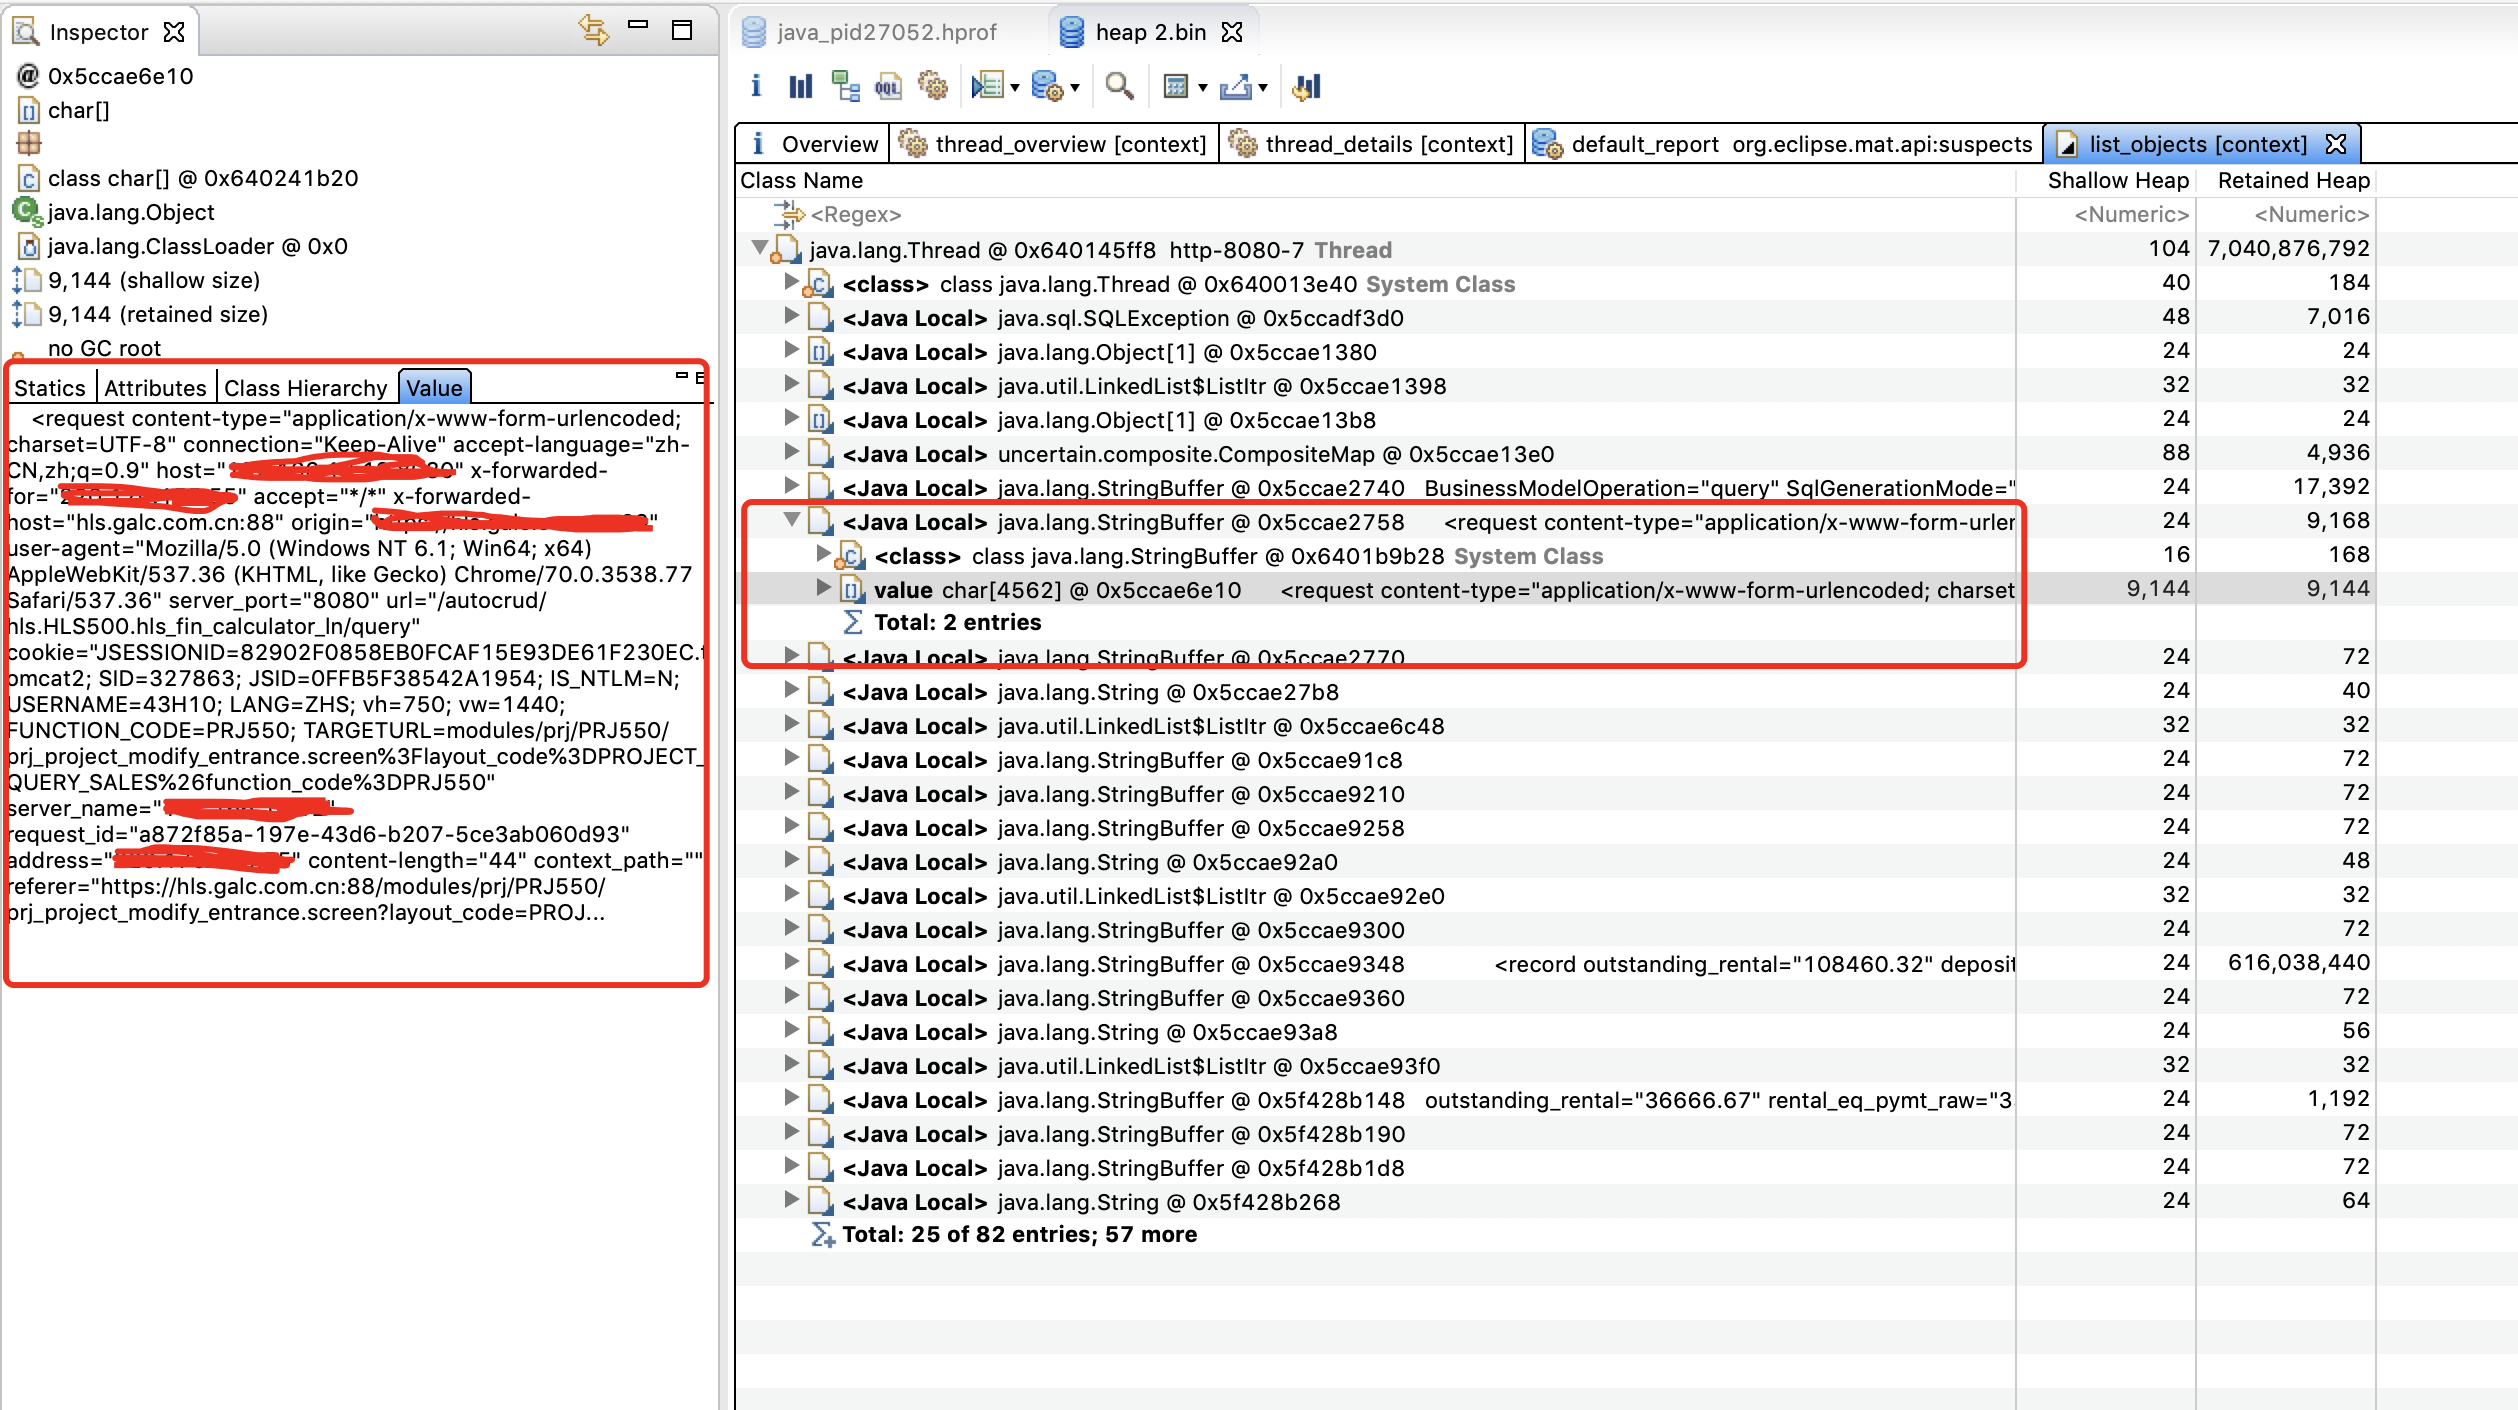 Inspector
0x5ccae6e10
char[]
class char[] @ 0x640241b20
java.lang.Object
java.lang.ClassLoader @ 0x0
9,144 (shallow size)
9,144 (retained size)
no GC root
Statics Attributes Class Hierarchy Value
<request content-type="application/x-www-form-urlencoded;
charset=UTF-8" connection="Keep-Alive" accept-language="zh-
CN,zh;q=0.9" host=" " x-forwarded-
for=" " accept="*/*" x-forwarded-
host="hls.galc.com.cn:88" origin=" "
user-agent="Mozilla/5.0 (Windows NT 6.1; Win64; x64)
AppleWebKit/537.36 (KHTML, like Gecko) Chrome/70.0.3538.77
Safari/537.36" server_port="8080" url="/autocrud/
hls.HLS500.hls_fin_calculator_ln/query"
cookie="JSESSIONID=82902F0858EB0FCAF15E93DE61F230EC.t
omcat2; SID=327863; JSID=0FFB5F38542A1954; IS_NTLM=N;
USERNAME=43H10; LANG=ZHS; vh=750; vw=1440;
FUNCTION_CODE=PRJ550; TARGETURL=modules/prj/PRJ550/
prj_project_modify_entrance.screen%3Flayout_code%3DPROJECT_
QUERY_SALES%26function_code%3DPRJ550"
server_name=" "
request_id="a872f85a-197e-43d6-b207-5ce3ab060d93"
address=" " content-length="44" context_path=""
referer="https://hls.galc.com.cn:88/modules/prj/PRJ550/
prj_project_modify_entrance.screen?layout_code=PROJ...
java_pid27052.hprof heap 2.bin
OQL
Overview thread_overview [context] thread_details [context] default_report org.eclipse.mat.api:suspects list_objects [context]
Class Name Shallow Heap Retained Heap
<Regex> <Numeric> <Numeric>
java.lang.Thread @ 0x640145ff8 http-8080-7 Thread 104 7,040,876,792
<class> class java.lang.Thread @ 0x640013e40 System Class 40 184
<Java Local> java.sql.SQLException @ 0x5ccadf3d0 48 7,016
<Java Local> java.lang.Object[1] @ 0x5ccae1380 24 24
<Java Local> java.util.LinkedList$ListItr @ 0x5ccae1398 32 32
<Java Local> java.lang.Object[1] @ 0x5ccae13b8 24 24
<Java Local> uncertain.composite.CompositeMap @ 0x5ccae13e0 88 4,936
<Java Local> java.lang.StringBuffer @ 0x5ccae2740 BusinessModelOperation="query" SqlGenerationMode=" 24 17,392
<Java Local> java.lang.StringBuffer @ 0x5ccae2758 <request content-type="application/x-www-form-urler 24 9,168
<class> class java.lang.StringBuffer @ 0x6401b9b28 System Class 16 168
value char[4562] @ 0x5ccae6e10 <request content-type="application/x-www-form-urlencoded; charset 9,144 9,144
Total: 2 entries
<Java Local> java.lang.StringBuffer @ 0x5ccae2770 24 72
<Java Local> java.lang.String @ 0x5ccae27b8 24 40
<Java Local> java.util.LinkedList$ListItr @ 0x5ccae6c48 32 32
<Java Local> java.lang.StringBuffer @ 0x5ccae91c8 24 72
<Java Local> java.lang.StringBuffer @ 0x5ccae9210 24 72
<Java Local> java.lang.StringBuffer @ 0x5ccae9258 24 72
<Java Local> java.lang.String @ 0x5ccae92a0 24 48
<Java Local> java.util.LinkedList$ListItr @ 0x5ccae92e0 32 32
<Java Local> java.lang.StringBuffer @ 0x5ccae9300 24 72
<Java Local> java.lang.StringBuffer @ 0x5ccae9348 <record outstanding_rental="108460.32" deposit 24 616,038,440
<Java Local> java.lang.StringBuffer @ 0x5ccae9360 24 72
<Java Local> java.lang.String @ 0x5ccae93a8 24 56
<Java Local> java.util.LinkedList$ListItr @ 0x5ccae93f0 32 32
<Java Local> java.lang.StringBuffer @ 0x5f428b148 outstanding_rental="36666.67" rental_eq_pymt_raw="3 24 1,192
<Java Local> java.lang.StringBuffer @ 0x5f428b190 24 72
<Java Local> java.lang.StringBuffer @ 0x5f428b1d8 24 72
<Java Local> java.lang.String @ 0x5f428b268 24 64
Total: 25 of 82 entries; 57 more